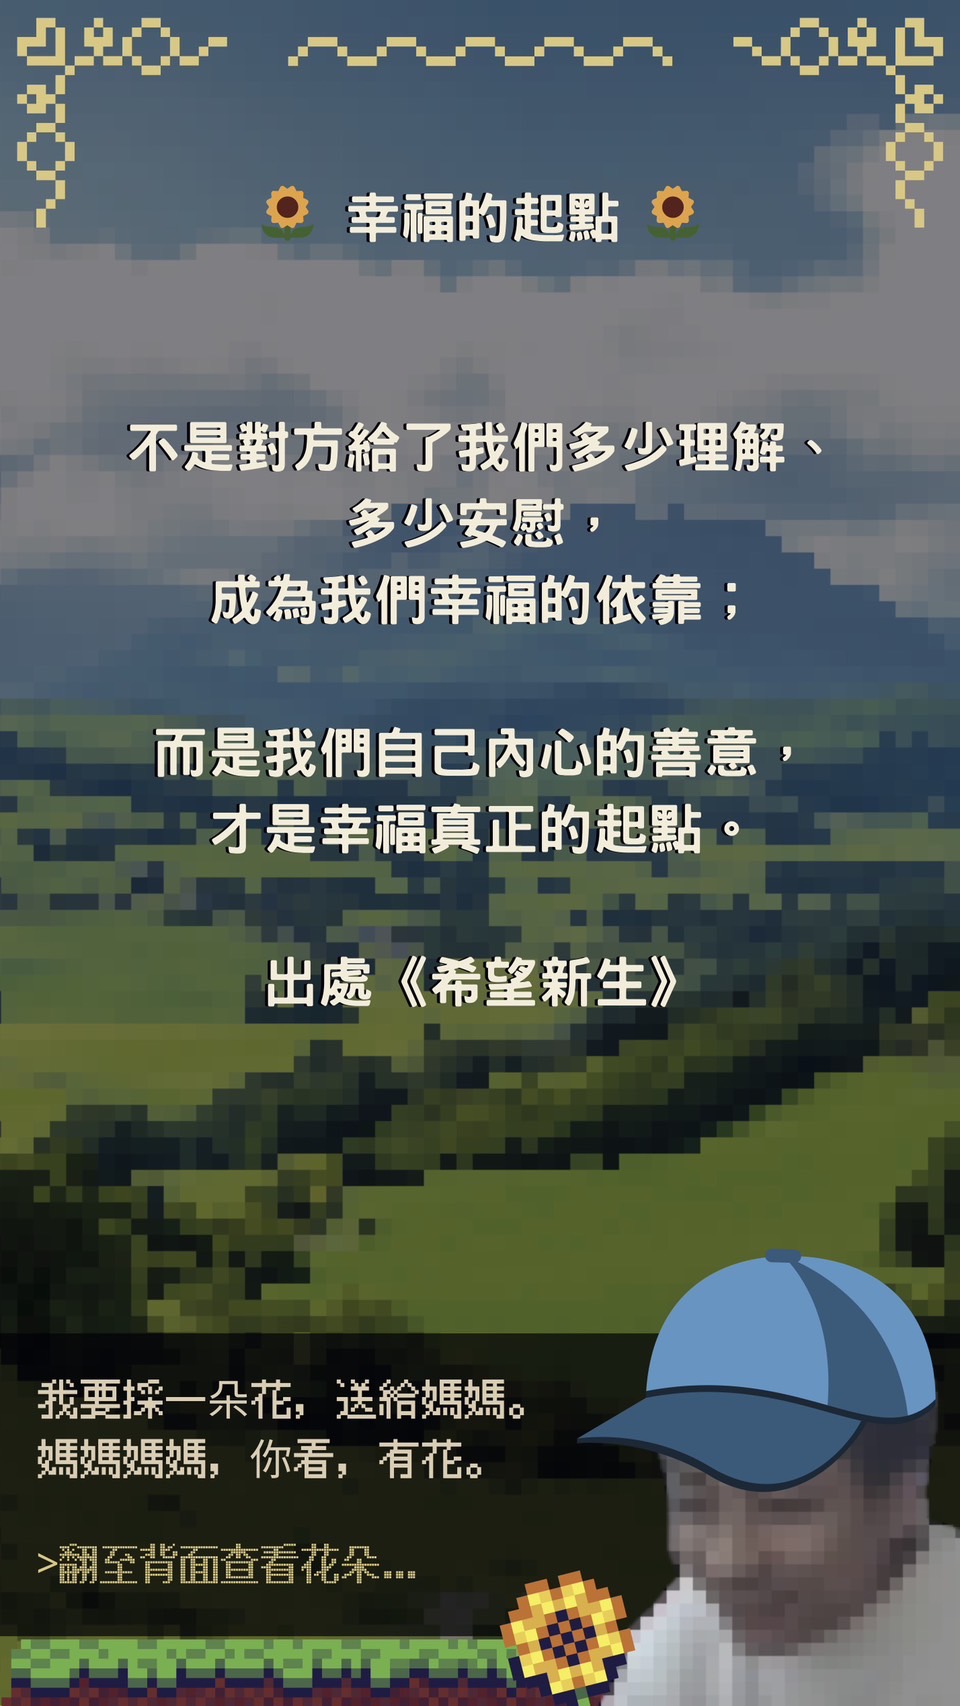 幸福的起點
不是對方給了我們多少理解、
多少安慰，
成為我們幸福的依靠；
而是我們自己內心的善意，
才是幸福真正的起點。
出處《希望新生》
我要採一朵花，送給媽媽。
媽媽媽媽，你看，有花。
>翻至背面查看花朵...